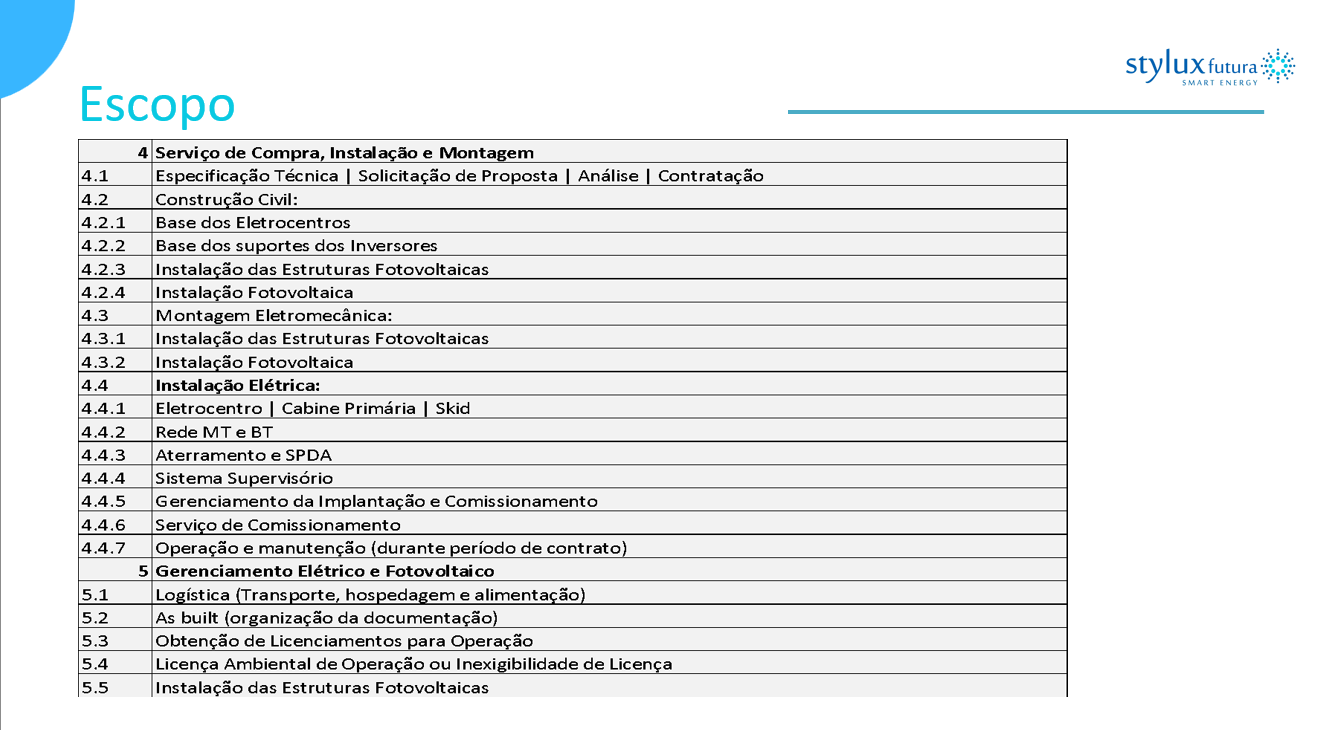 stylux futura
SMART ENERGY
Escopo
4 Serviço de Compra, Instalação e Montagem
4.1 Especificação Técnica | Solicitação de Proposta | Análise | Contratação
4.2 Construção Civil:
4.2.1 Base dos Eletrocentros
4.2.2 Base dos suportes dos Inversores
4.2.3 Instalação das Estruturas Fotovoltaicas
4.2.4 Instalação Fotovoltaica
4.3 Montagem Eletromecânica:
4.3.1 Instalação das Estruturas Fotovoltaicas
4.3.2 Instalação Fotovoltaica
4.4 Instalação Elétrica:
4.4.1 Eletrocentro | Cabine Primária | Skid
4.4.2 Rede MT e BT
4.4.3 Aterramento e SPDA
4.4.4 Sistema Supervisório
4.4.5 Gerenciamento da Implantação e Comissionamento
4.4.6 Serviço de Comissionamento
4.4.7 Operação e manutenção (durante período de contrato)
5 Gerenciamento Elétrico e Fotovoltaico
5.1 Logística (Transporte, hospedagem e alimentação)
5.2 As built (organização da documentação)
5.3 Obtenção de Licenciamentos para Operação
5.4 Licença Ambiental de Operação ou Inexigibilidade de Licença
5.5 Instalação das Estruturas Fotovoltaicas